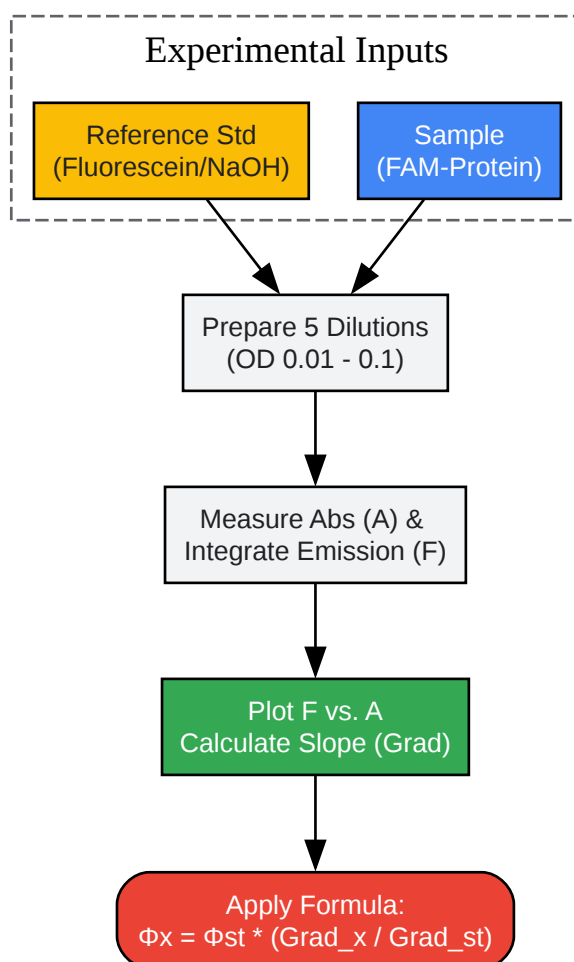 Experimental Inputs
Reference Std
(Fluorescein/NaOH)
Sample
(FAM-Protein)
Prepare 5 Dilutions
(OD 0.01 - 0.1)
Measure Abs (A) &
Integrate Emission (F)
Plot F vs. A
Calculate Slope (Grad)
Apply Formula:
Φx = Φst * (Grad_x / Grad_st)